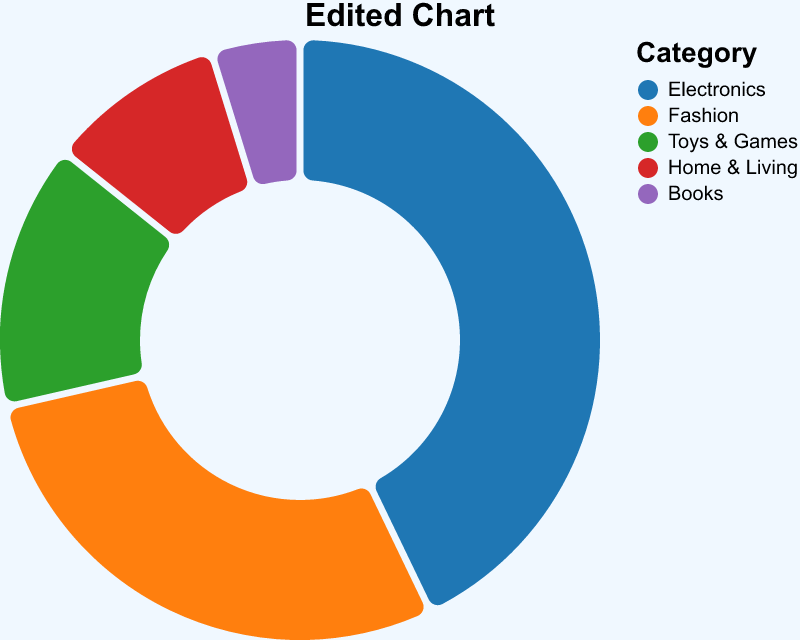 Edited Chart
Category
Electronics
Fashion
Toys & Games
Home & Living
Books